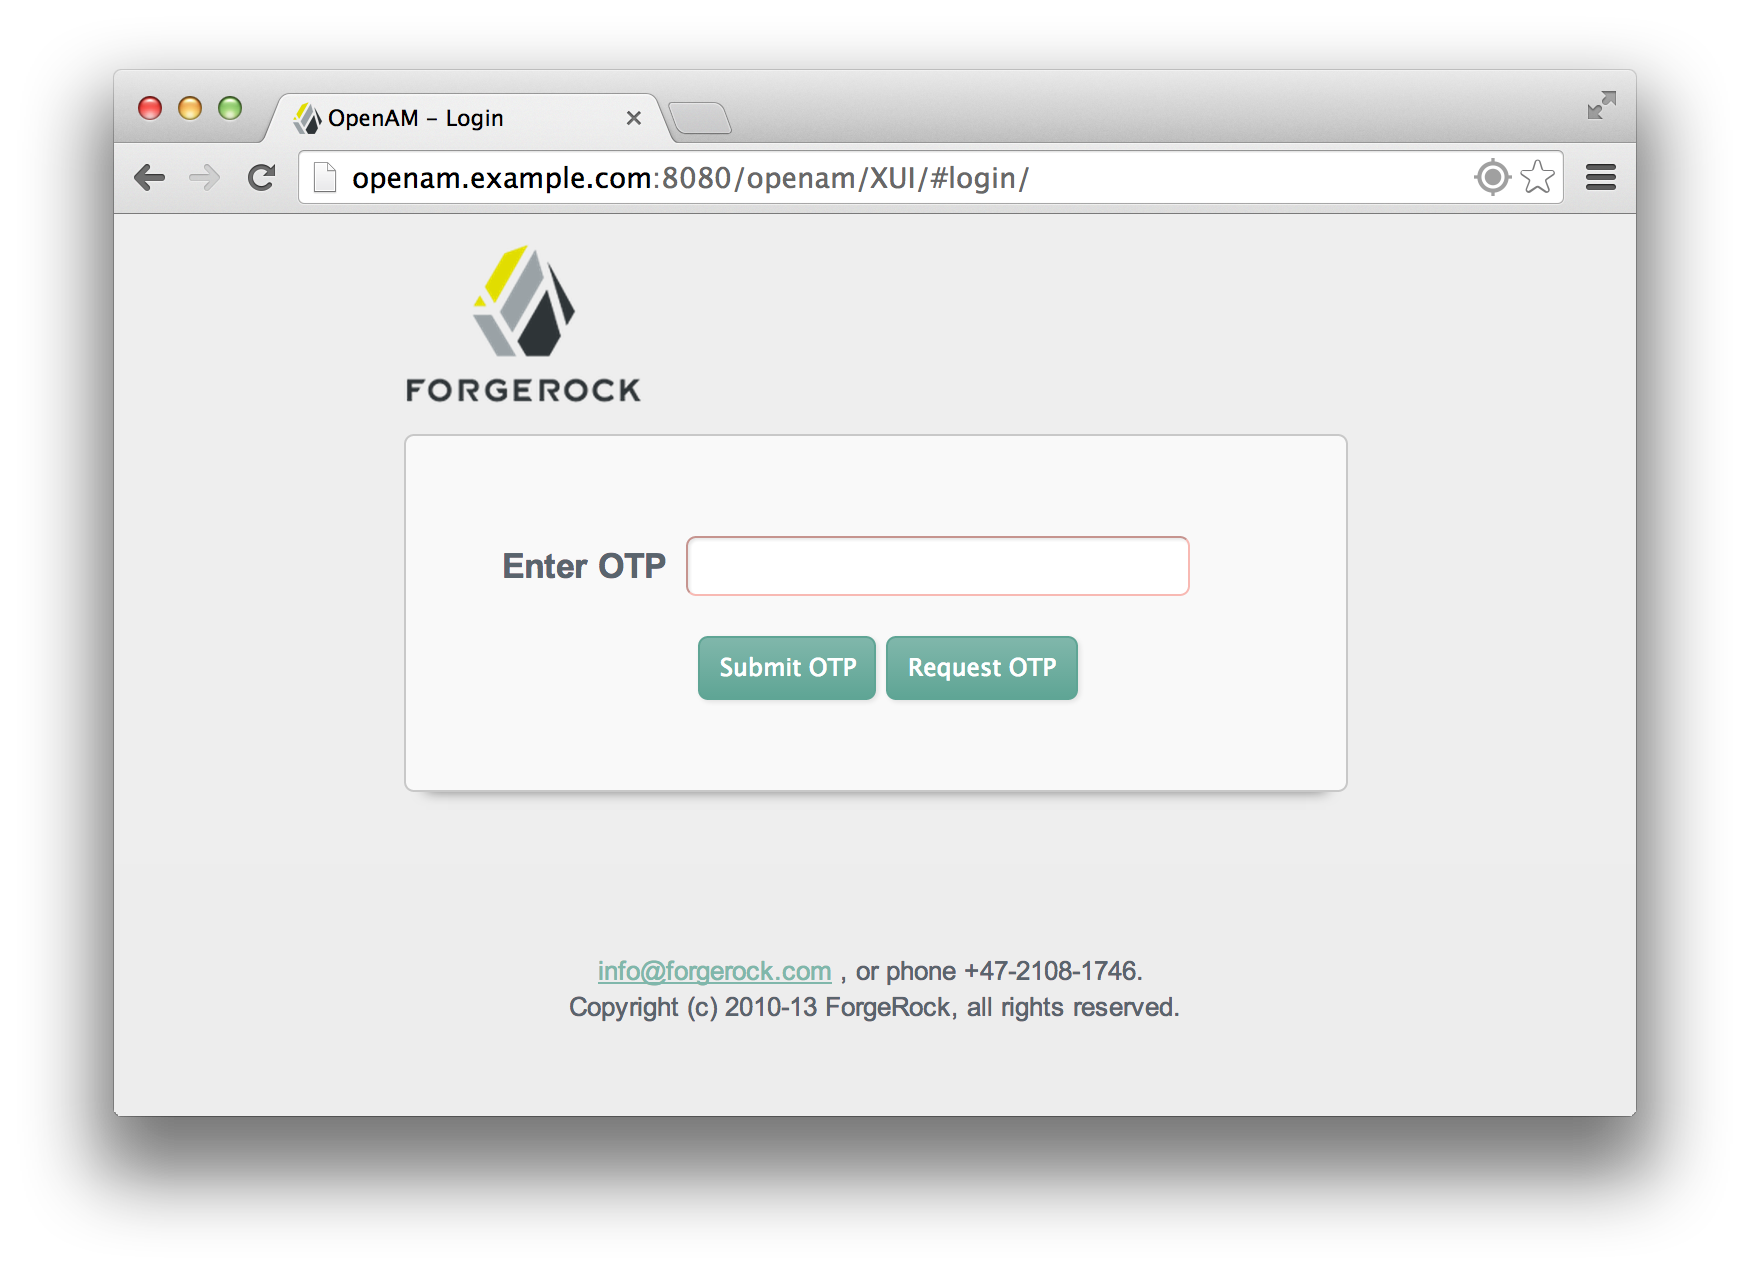 OpenAM – Login
openam.example.com:8080/openam/XUI/#login/
FORGEROCK
Enter OTP
Submit OTP Request OTP
info@forgerock.com , or phone +47-2108-1746.
Copyright (c) 2010-13 ForgeRock, all rights reserved.